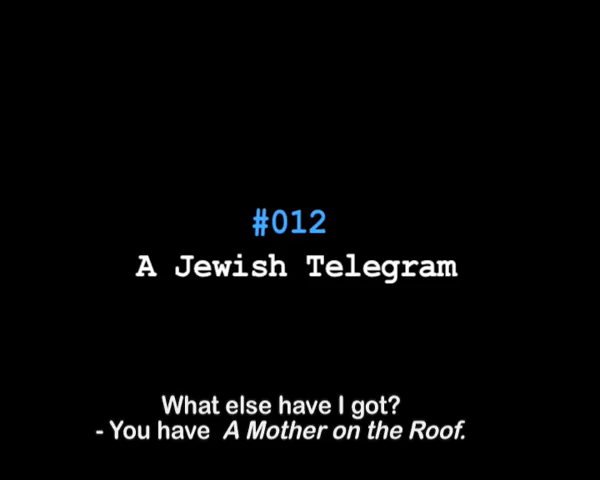 #012
A Jewish Telegram
What else have I got?
- You have A Mother on the Roof.